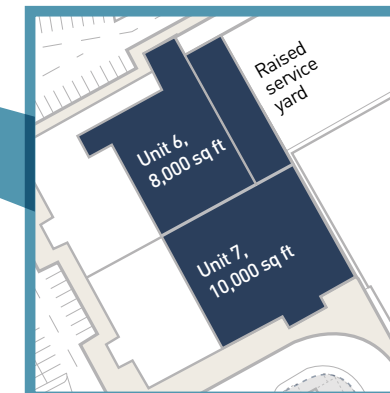 Raised
service
yard
Unit 6,
8,000 sq ft
Unit 7,
10,000 sq ft